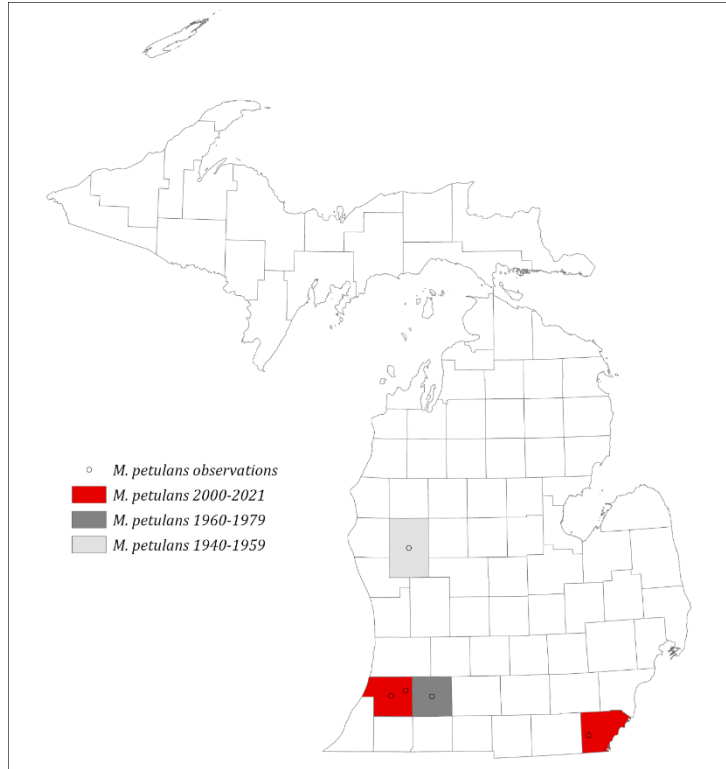 M. petulans observations
M. petulans 2000-2021
M. petulans 1960-1979
M. petulans 1940-1959